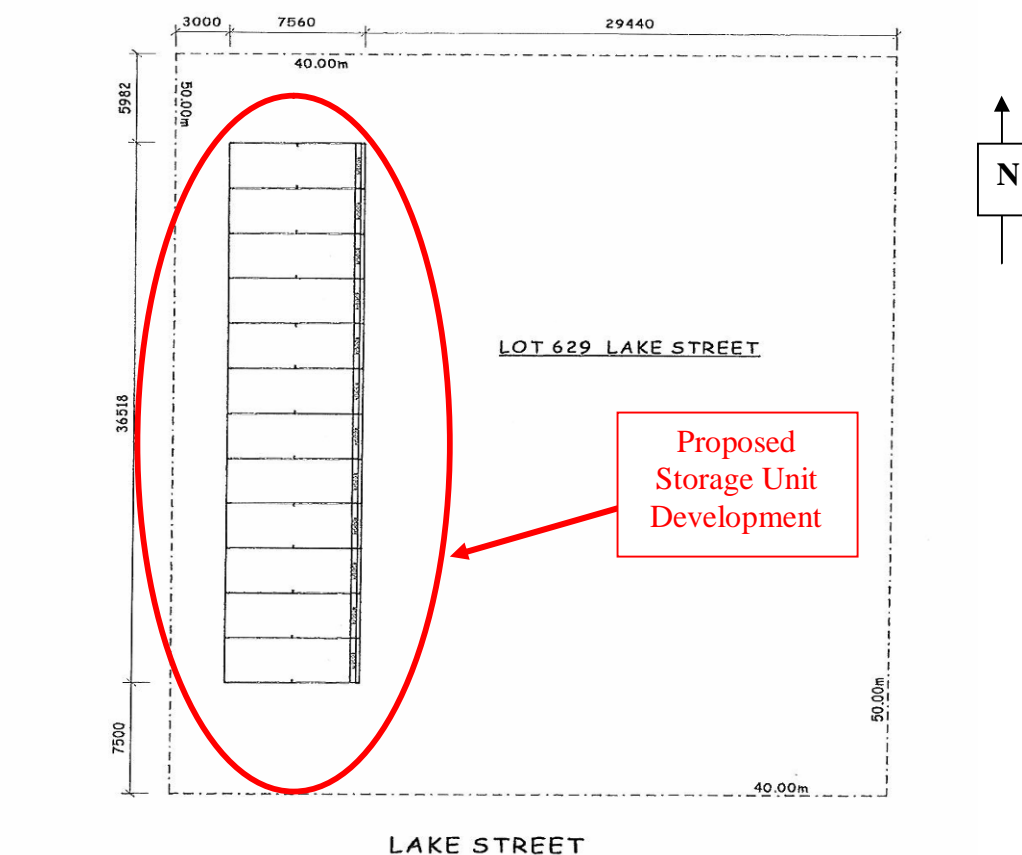 3000
7560
29440
40.00m
50.00m
5982
N
LOT 629 LAKE STREET
36518
Proposed
Storage Unit
Development
50.00m
7500
40.00m
LAKE STREET